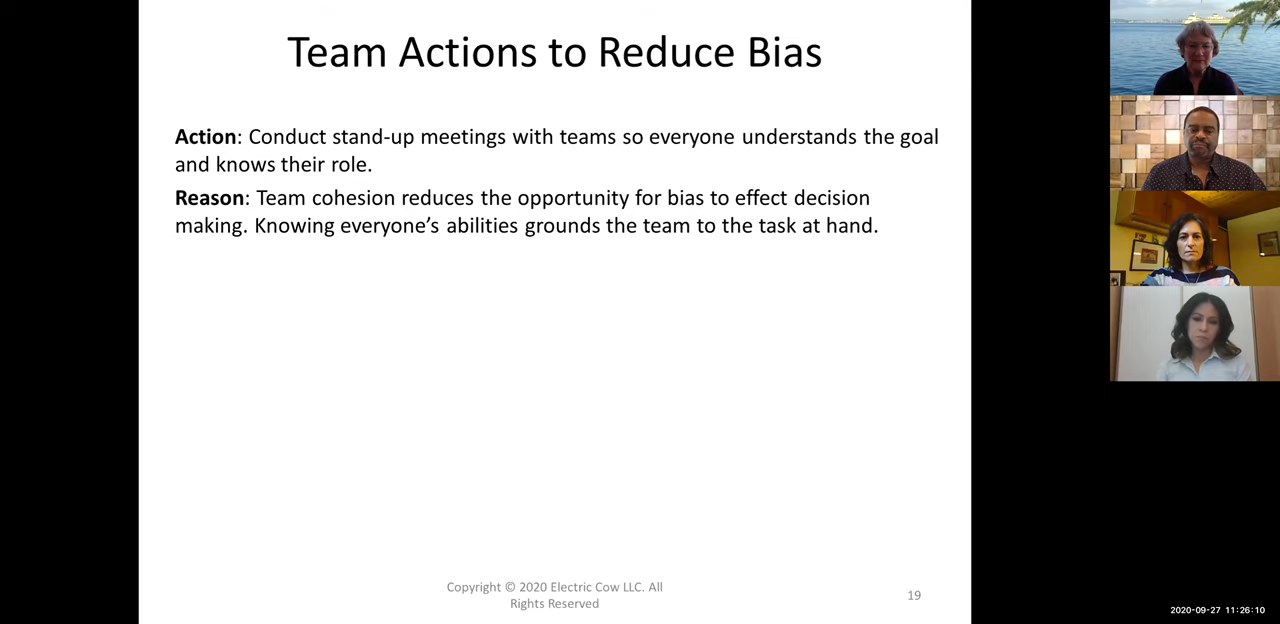 Team Actions to Reduce Bias
Action: Conduct stand-up meetings with teams so everyone understands the goal
and knows their role.
Reason: Team cohesion reduces the opportunity for bias to effect decision
making. Knowing everyone’s abilities grounds the team to the task at hand.
Copyright © 2020 Electric Cow LLC. All
Rights Reserved
19
2020-09-27 11:26:10